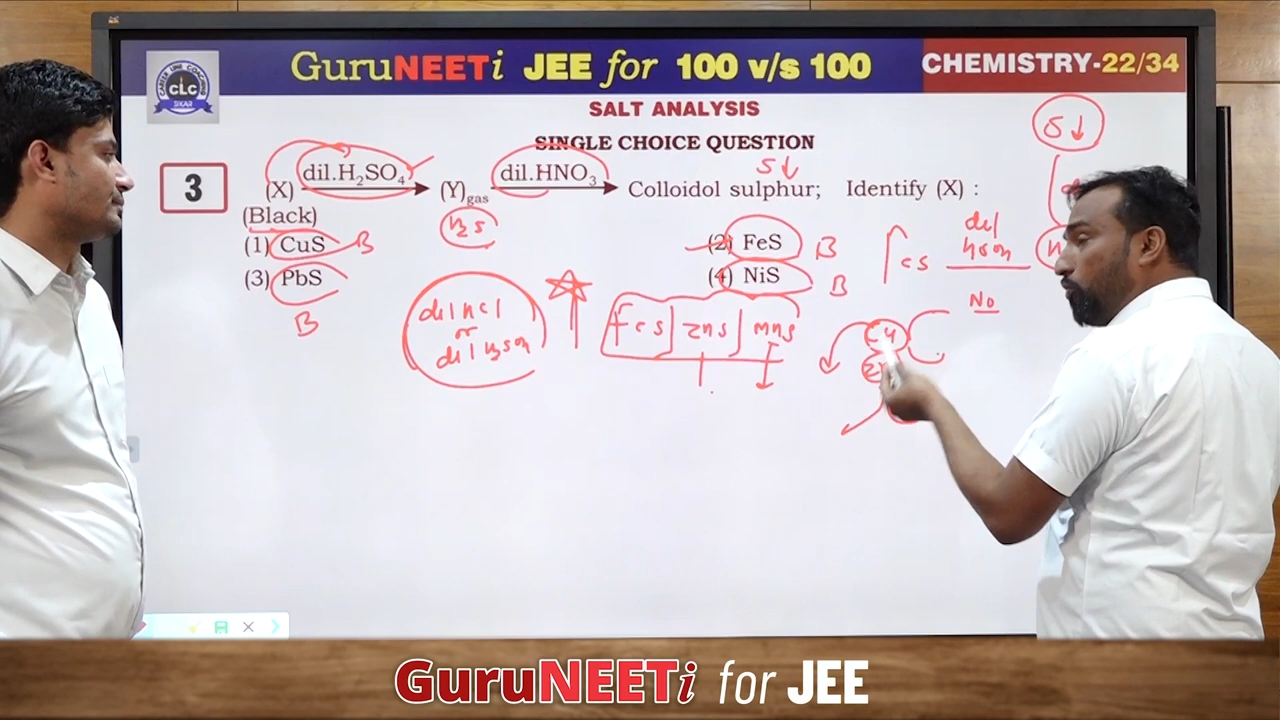 GuruNEETi JEE for 100 v/s 100
CHEMISTRY-22/34
CLC
SIKAR
SALT ANALYSIS
SINGLE CHOICE QUESTION
S↓
3
(X) dil.H₂SO₄ → (Y)gas dil.HNO₃ → Colloidol sulphur; Identify (X) :
S↓
(Black)
H₂S
(1) CuS B
(2) FeS B
(3) PbS
B
(4) NiS B
dil HCl
or
dil H₂SO₄
FeS | ZnS | MnS
dil
H₂SO₄
No
GuruNEETi for JEE